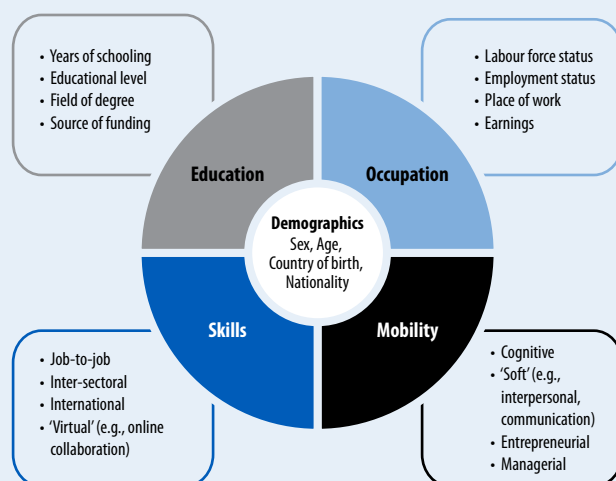 • Years of schooling
• Educational level
• Field of degree
• Source of funding
• Labour force status
• Employment status
• Place of work
• Earnings
Education
Occupation
Demographics
Sex, Age,
Country of birth,
Nationality
Skills
Mobility
• Job-to-job
• Inter-sectoral
• International
• ‘Virtual’ (e.g., online
collaboration)
• Cognitive
• ‘Soft’ (e.g.,
interpersonal,
communication)
• Entrepreneurial
• Managerial